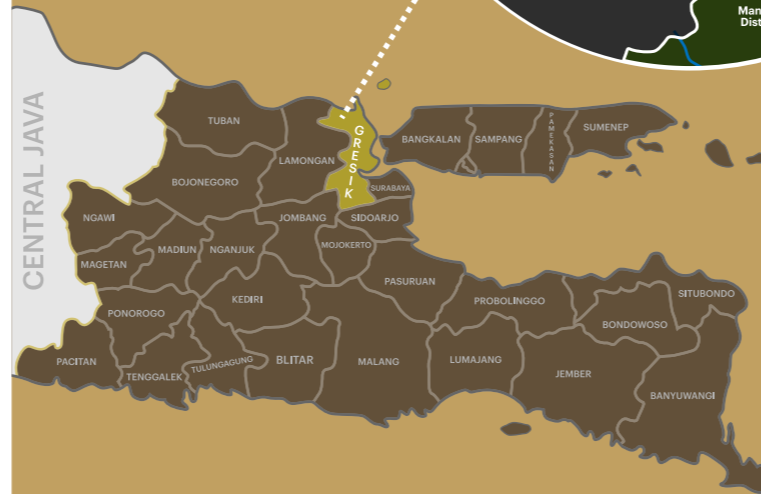 Man
Dist
CENTRAL JAVA
TUBAN
LAMONGAN
GRESIK
BANGKALAN
SAMPANG
PAMEKASAN
SUMENEP
BOJONEGORO
SURABAYA
NGAWI
JOMBANG
SIDOARJO
MAGETAN
MADIUN
NGANJUK
MOJOKERTO
PASURUAN
PONOROGO
KEDIRI
PROBOLINGGO
SITUBONDO
BONDOWOSO
PACITAN
TENGGALEK
TULUNGAGUNG
BLITAR
MALANG
LUMAJANG
JEMBER
BANYUWANGI